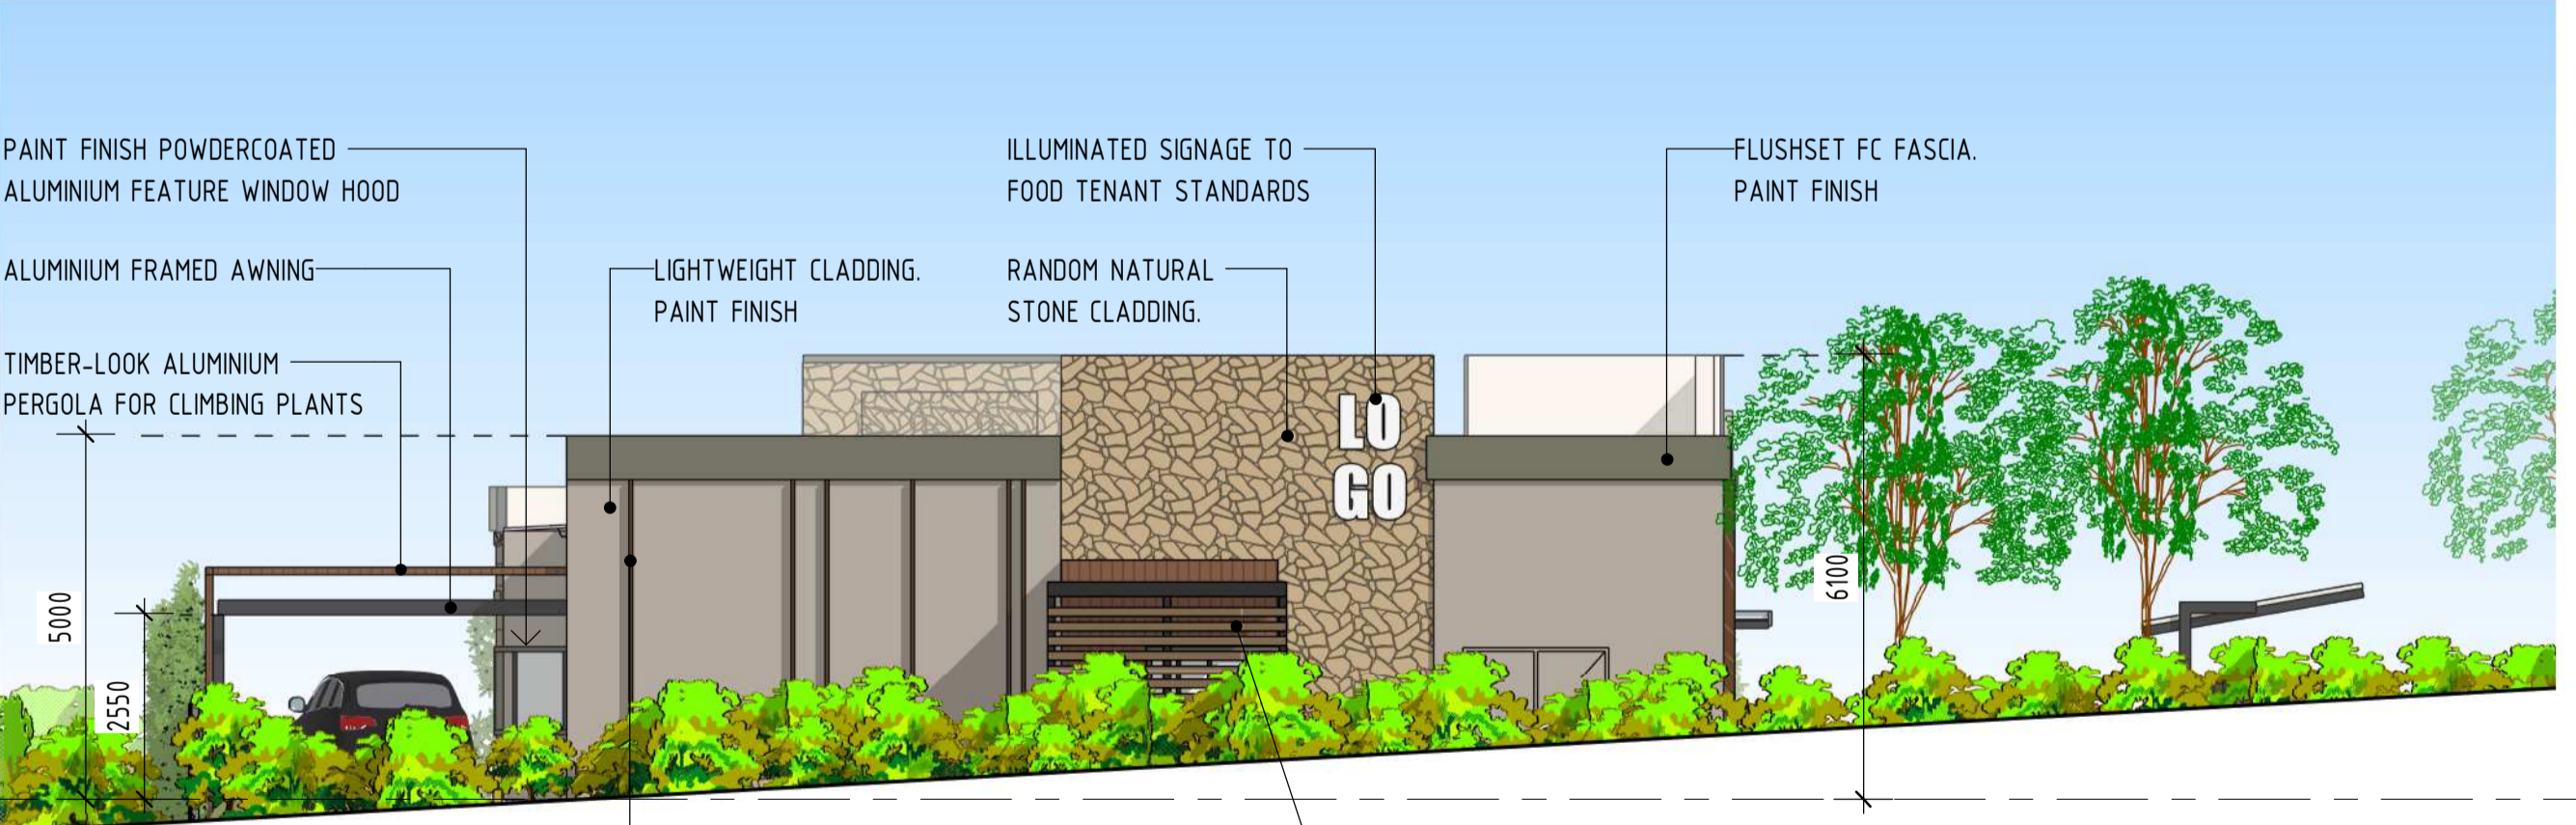 PAINT FINISH POWDERCOATED
ALUMINIUM FEATURE WINDOW HOOD
ALUMINIUM FRAMED AWNING
TIMBER-LOOK ALUMINIUM
PERGOLA FOR CLIMBING PLANTS
LIGHTWEIGHT CLADDING.
PAINT FINISH
ILLUMINATED SIGNAGE TO
FOOD TENANT STANDARDS
RANDOM NATURAL
STONE CLADDING.
FLUSHSET FC FASCIA.
PAINT FINISH
LO
GO
5000
2550
6100